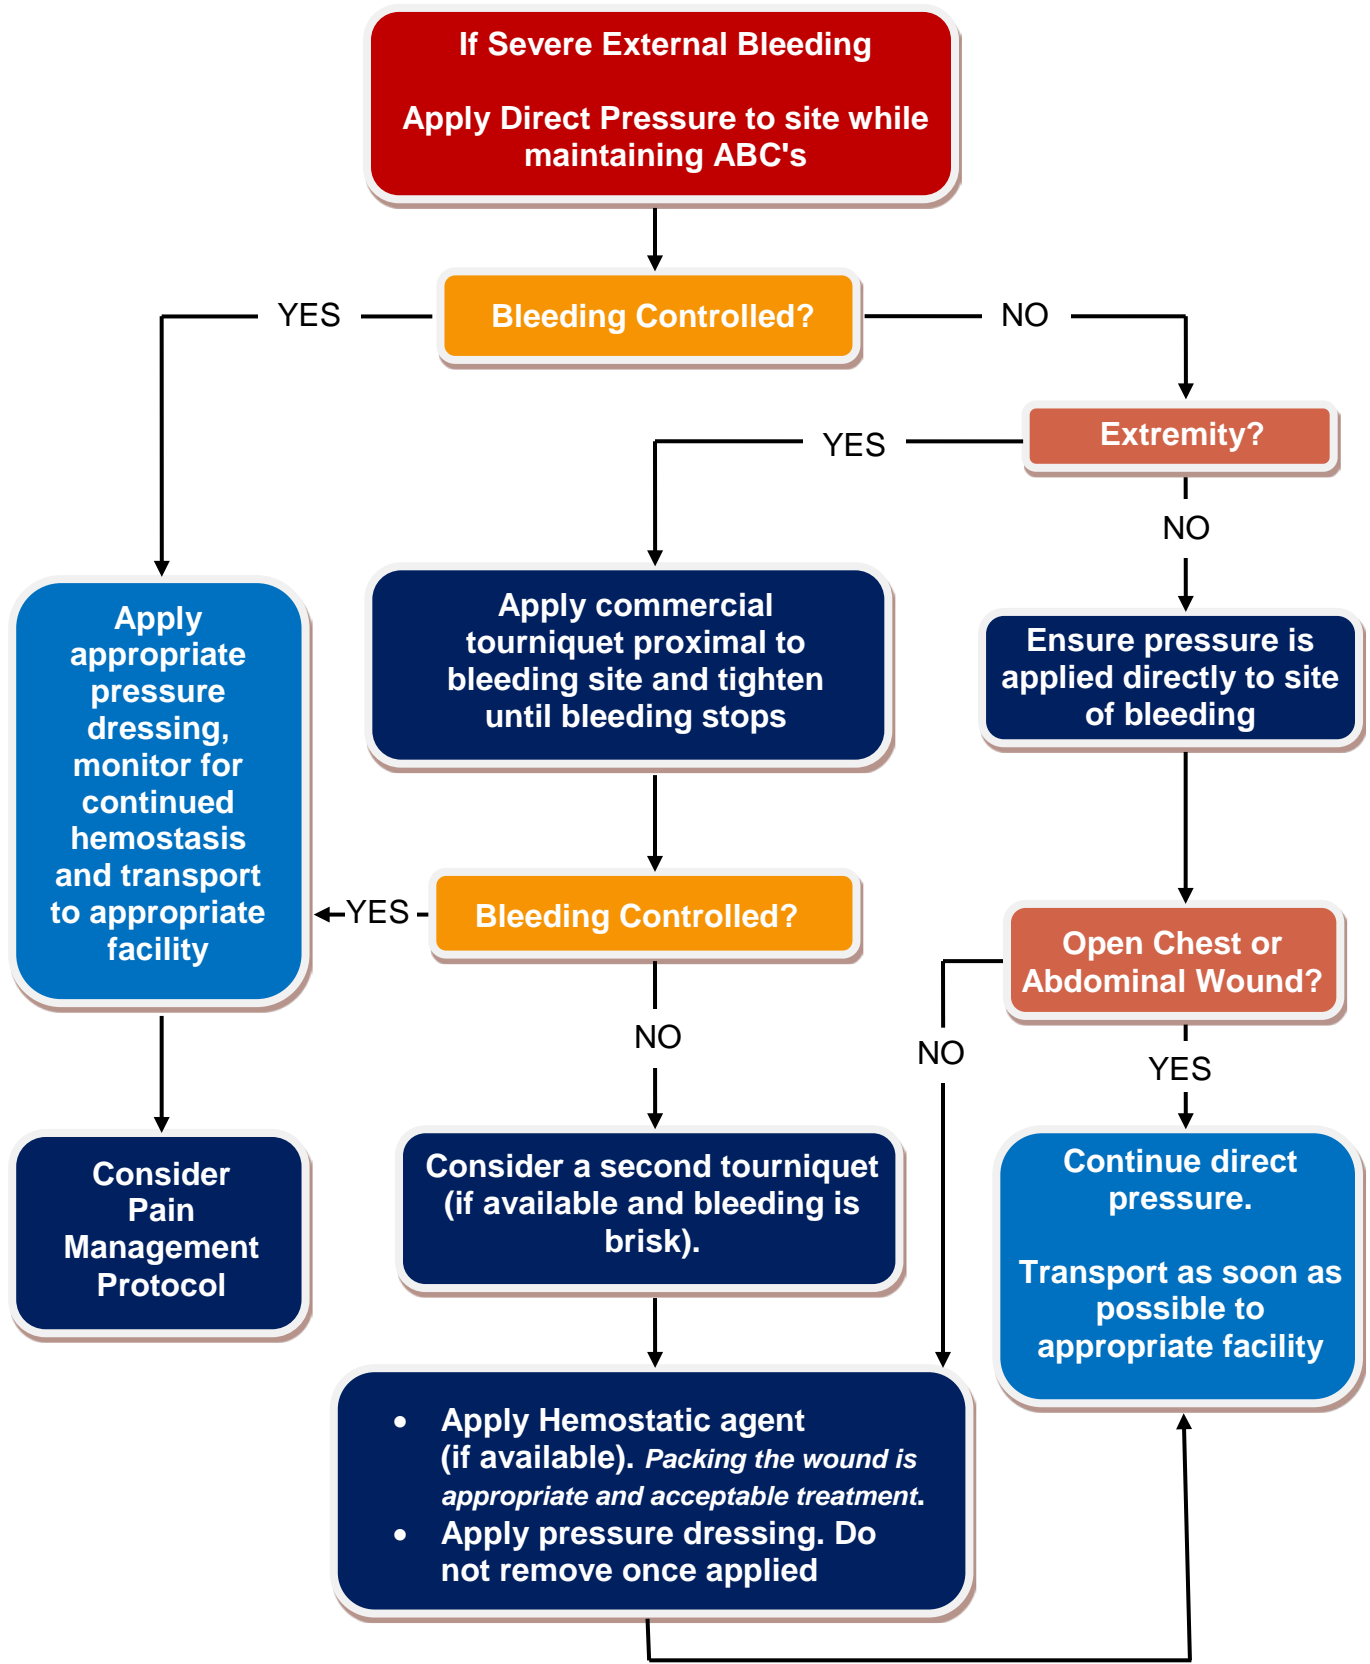 If Severe External Bleeding
Apply Direct Pressure to site while
maintaining ABC's
YES
Bleeding Controlled?
NO
Extremity?
YES
NO
Apply
appropriate
pressure
dressing,
monitor for
continued
hemostasis
and transport
to appropriate
facility
Apply commercial
tourniquet proximal to
bleeding site and tighten
until bleeding stops
Ensure pressure is
applied directly to site
of bleeding
YES
Bleeding Controlled?
Open Chest or
Abdominal Wound?
NO
NO
YES
Consider
Pain
Management
Protocol
Consider a second tourniquet
(if available and bleeding is
brisk).
Continue direct
pressure.
Transport as soon as
possible to
appropriate facility
• Apply Hemostatic agent
(if available). Packing the wound is
appropriate and acceptable treatment.
• Apply pressure dressing. Do
not remove once applied